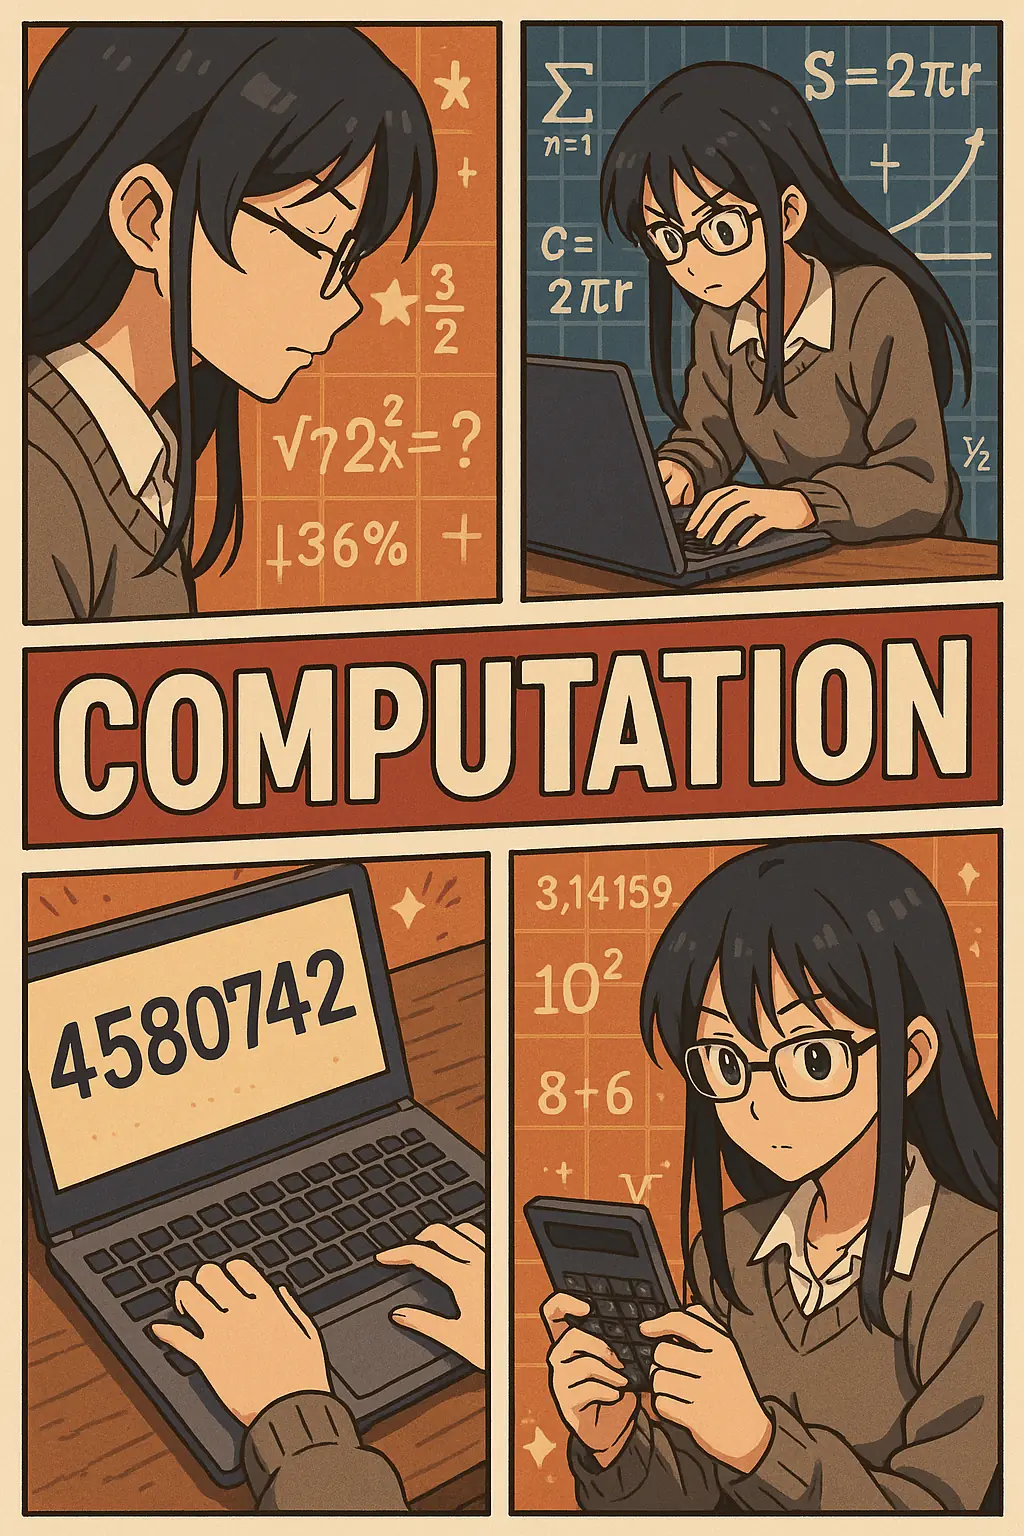 3
2
√72x²=?
+36%
+
+
Σ
n=1
S=2πr
+
C=
2πr
½
COMPUTATION
4580742
3,14159
10²
8+6
+
√